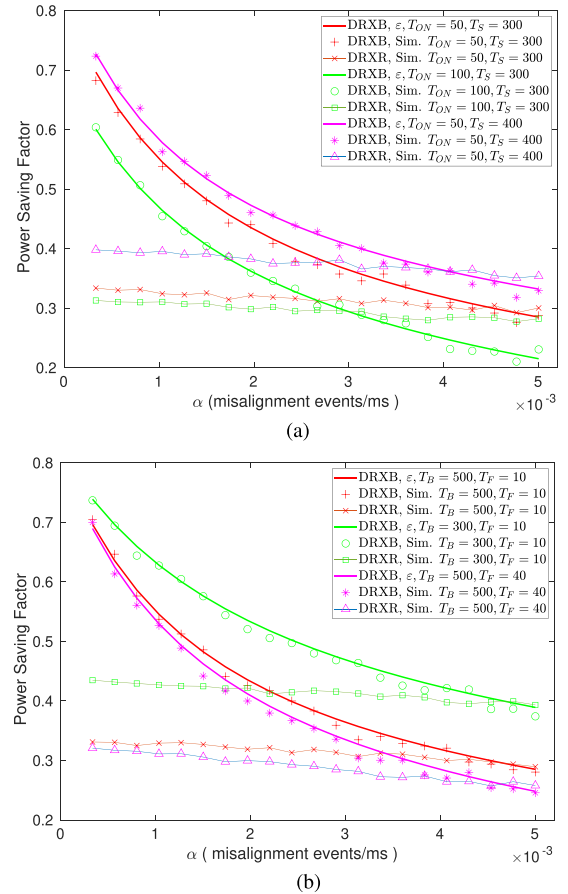 (a)
0.8
0.7
0.6
0.5
0.4
0.3
0.2
Power Saving Factor
DRXB, ε, T_ON = 50, T_S = 300
DRXB, Sim. T_ON = 50, T_S = 300
DRXR, Sim. T_ON = 50, T_S = 300
DRXB, ε, T_ON = 100, T_S = 300
DRXB, Sim. T_ON = 100, T_S = 300
DRXR, Sim. T_ON = 100, T_S = 300
DRXB, ε, T_ON = 50, T_S = 400
DRXB, Sim. T_ON = 50, T_S = 400
DRXR, Sim. T_ON = 50, T_S = 400
0 1 2 3 4 5
α (misalignment events/ms )
×10^-3
0.8
0.7
0.6
0.5
0.4
0.3
0.2
Power Saving Factor
DRXB, ε, T_B = 500, T_F = 10
DRXB, Sim. T_B = 500, T_F = 10
DRXR, Sim. T_B = 500, T_F = 10
DRXB, ε, T_B = 300, T_F = 10
DRXB, Sim. T_B = 300, T_F = 10
DRXR, Sim. T_B = 300, T_F = 10
DRXB, ε, T_B = 500, T_F = 40
DRXB, Sim. T_B = 500, T_F = 40
DRXR, Sim. T_B = 500, T_F = 40
0 1 2 3 4 5
α ( misalignment events/ms )
×10^-3
(b)